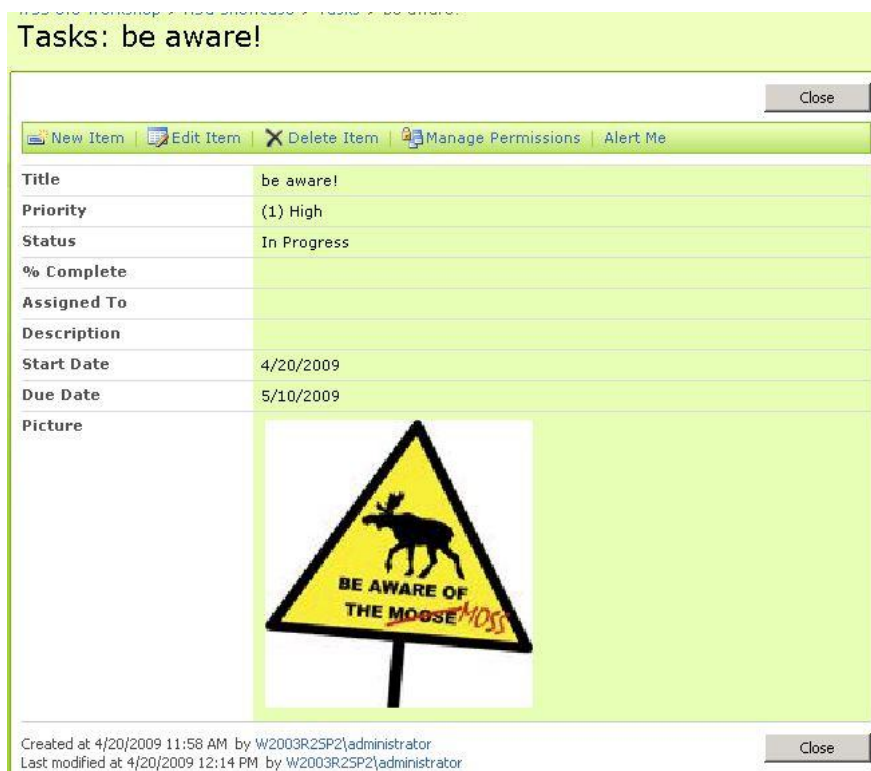 Tasks: be aware!
Close
New Item | Edit Item | Delete Item | Manage Permissions | Alert Me
Title be aware!
Priority (1) High
Status In Progress
% Complete
Assigned To
Description
Start Date 4/20/2009
Due Date 5/10/2009
Picture
BE AWARE OF
THE MOOSE MOSS
Created at 4/20/2009 11:58 AM by W2003R2SP2\administrator
Last modified at 4/20/2009 12:14 PM by W2003R2SP2\administrator
Close